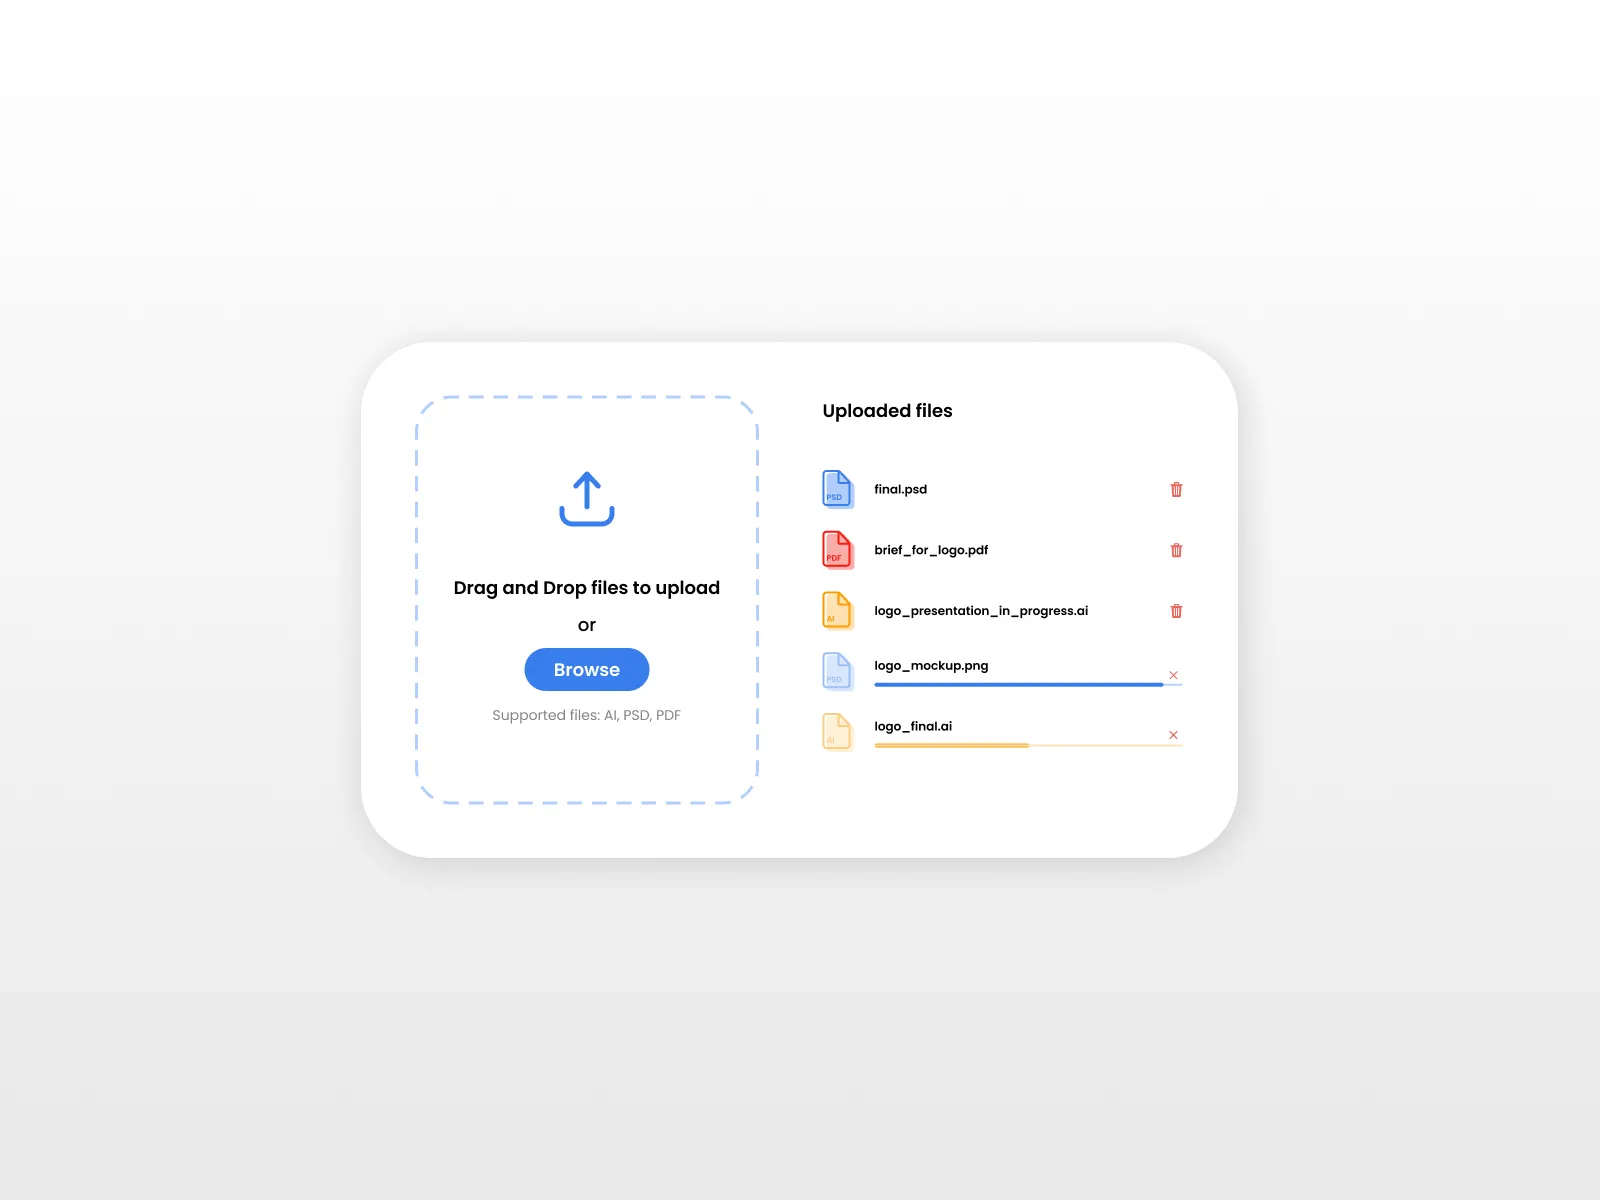 Drag and Drop files to upload
or
Browse
Supported files: AI, PSD, PDF
Uploaded files
PSD
final.psd
PDF
brief_for_logo.pdf
AI
logo_presentation_in_progress.ai
PSD
logo_mockup.png
AI
logo_final.ai